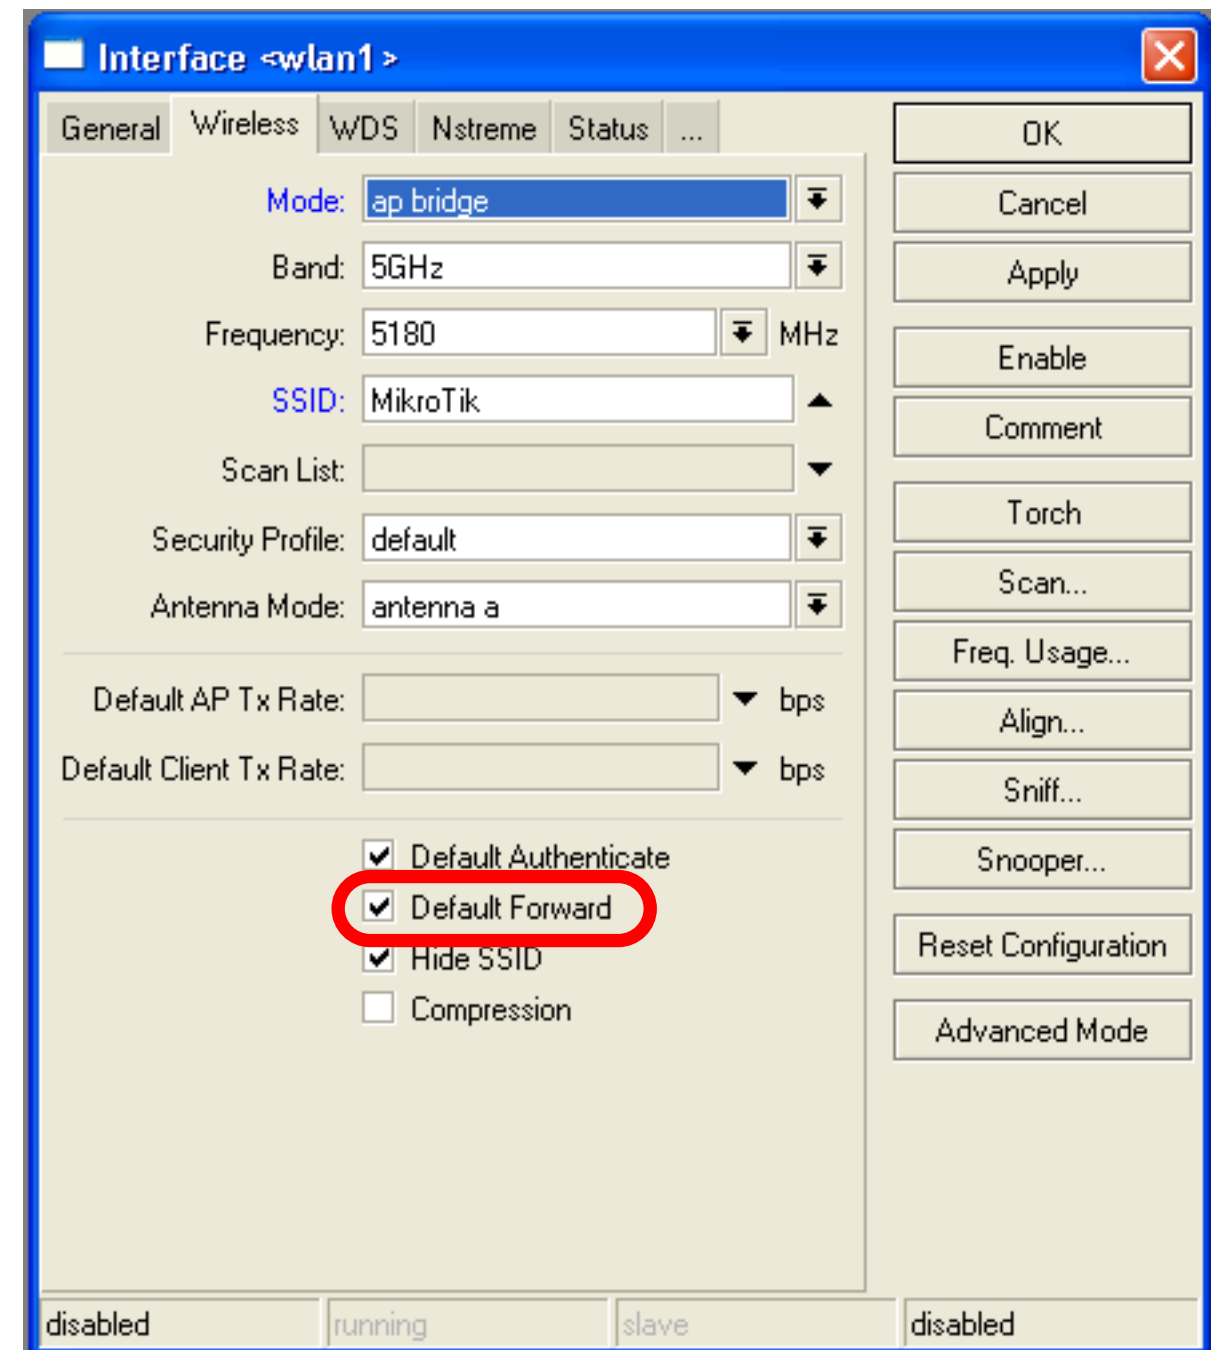 Interface <wlan1>
General Wireless WDS Nstreme Status ...
Mode: ap bridge
Band: 5GHz
Frequency: 5180 MHz
SSID: MikroTik
Scan List:
Security Profile: default
Antenna Mode: antenna a
Default AP Tx Rate: bps
Default Client Tx Rate: bps
Default Authenticate
Default Forward
Hide SSID
Compression
OK
Cancel
Apply
Enable
Comment
Torch
Scan...
Freq. Usage...
Align...
Sniff...
Snooper...
Reset Configuration
Advanced Mode
disabled running slave disabled